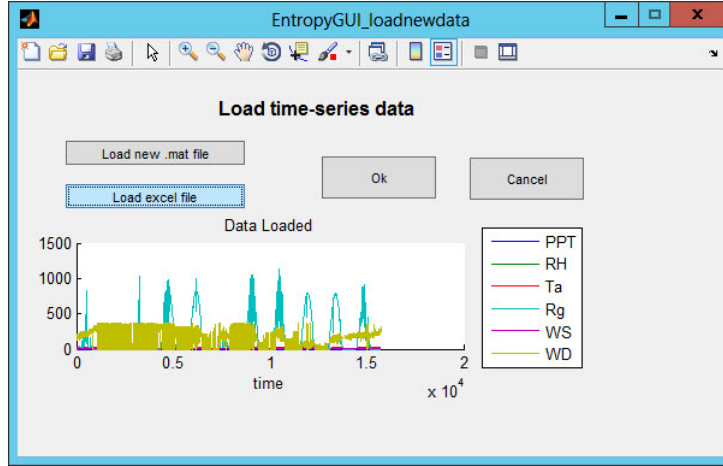 EntropyGUI_loadnewdata
Load time-series data
Load new .mat file
Ok
Cancel
Load excel file
Data Loaded
1500
1000
500
0
0 0.5 1 1.5 2
time
x 10^4
PPT
RH
Ta
Rg
WS
WD